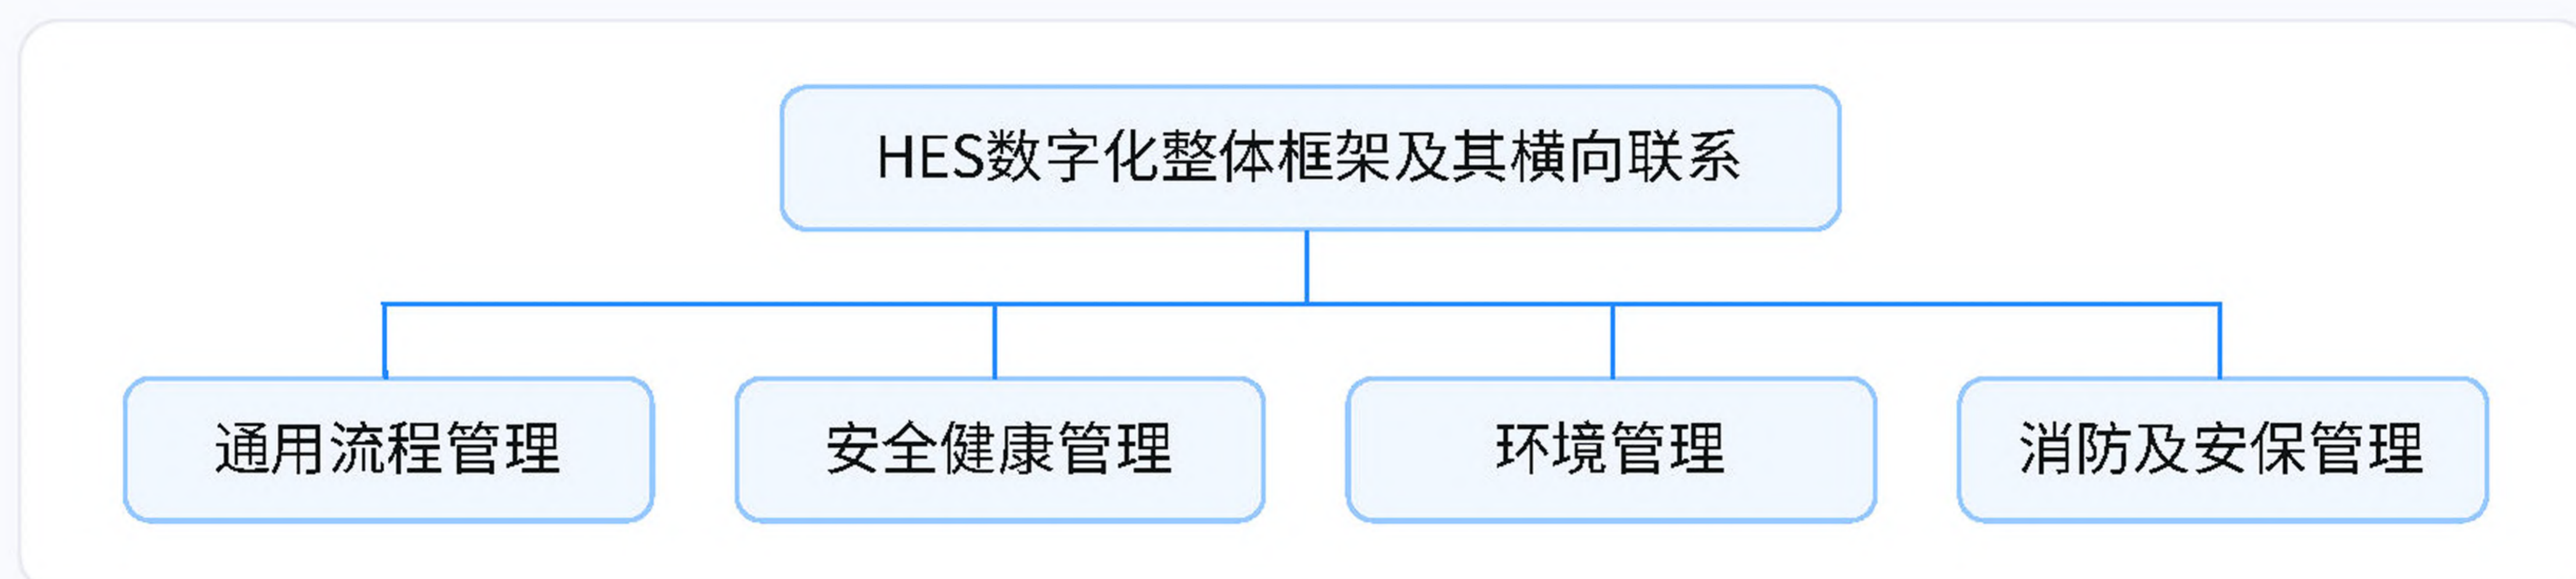 HES数字化整体框架及其横向联系
通用流程管理
安全健康管理
环境管理
消防及安保管理